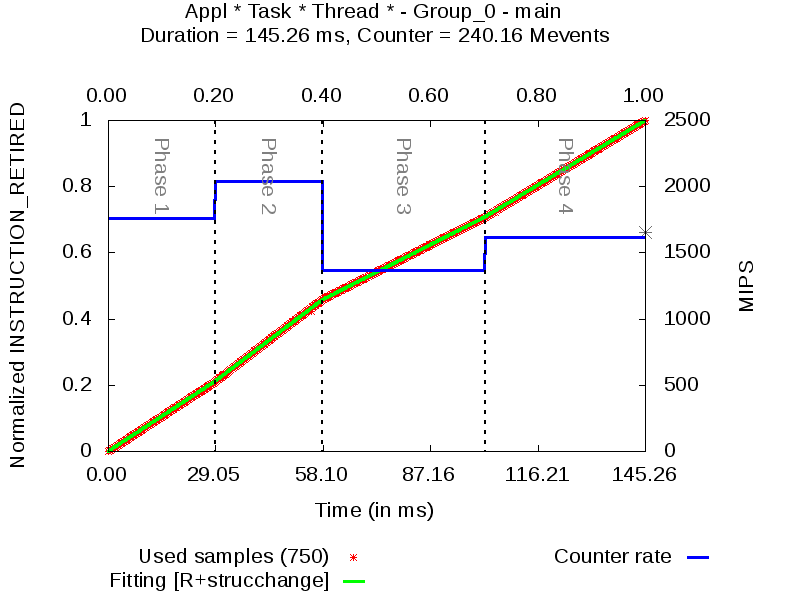 Appl * Task * Thread * - Group_0 - main
Duration = 145.26 ms, Counter = 240.16 Mevents
0.00 0.20 0.40 0.60 0.80 1.00
Normalized INSTRUCTION_RETIRED
1
0.8
0.6
0.4
0.2
0
Phase 1
Phase 2
Phase 3
Phase 4
2500
2000
1500
1000
500
0
MIPS
0.00 29.05 58.10 87.16 116.21 145.26
Time (in ms)
Used samples (750)
Fitting [R+strucchange]
Counter rate